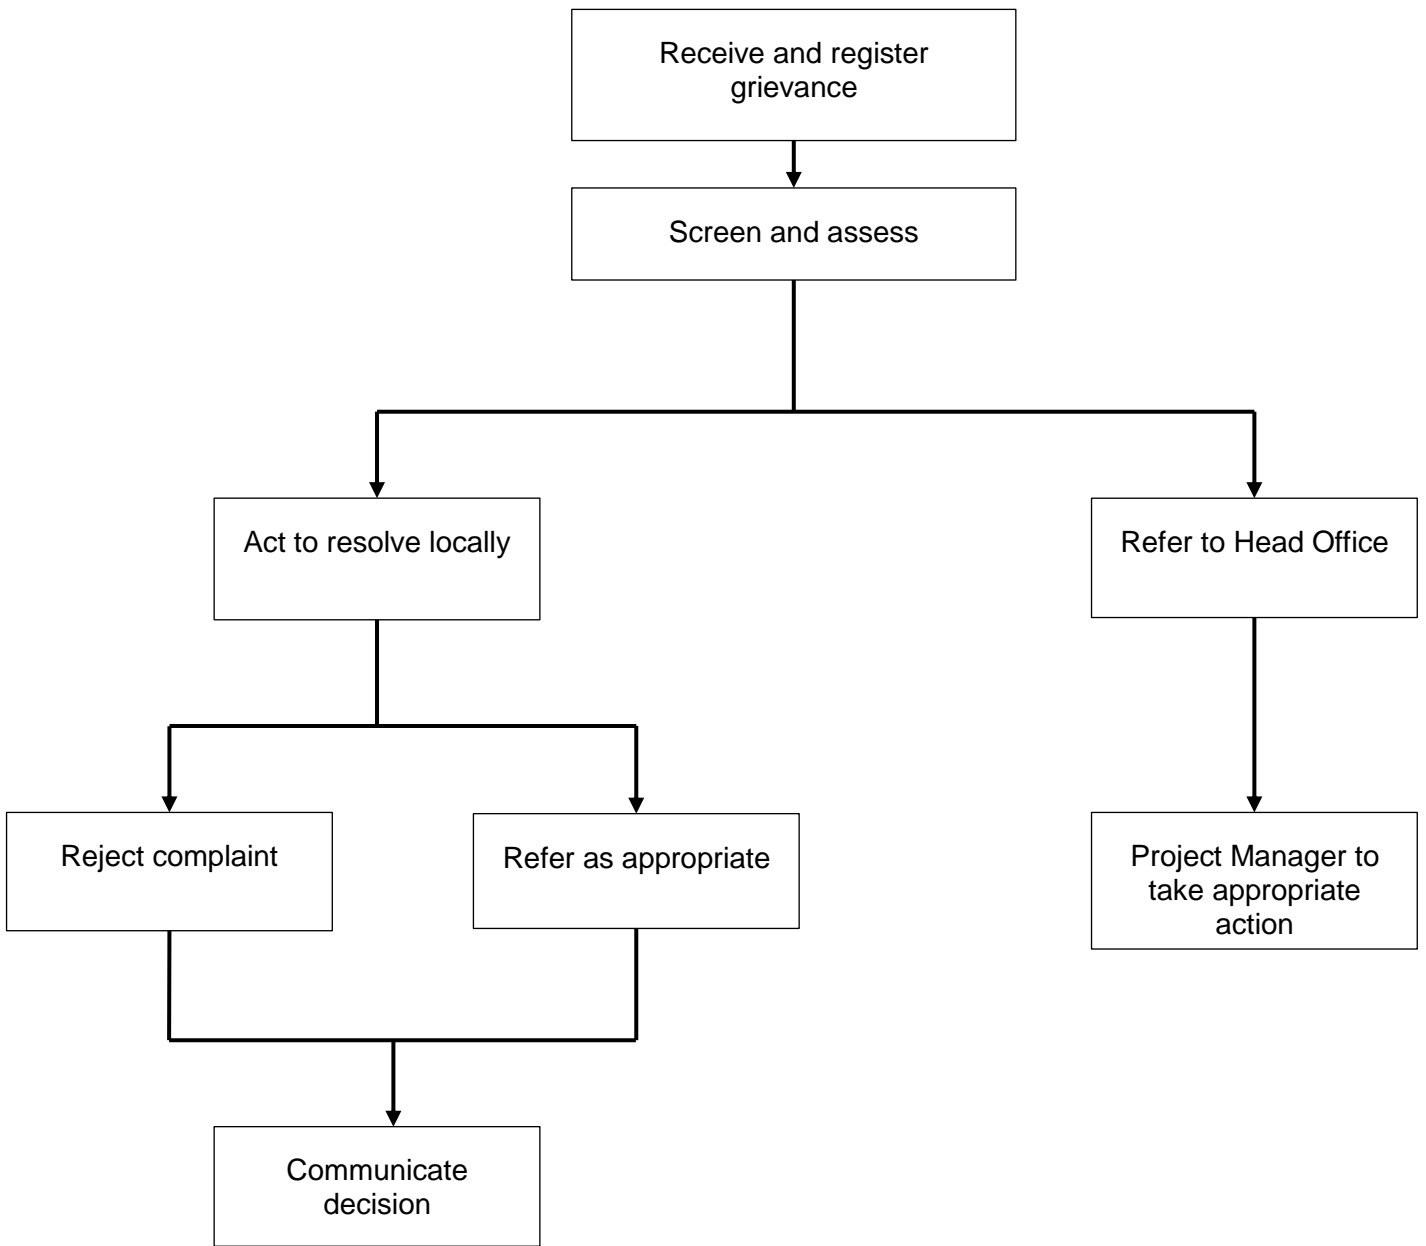 Receive and register
grievance
Screen and assess
Act to resolve locally
Refer to Head Office
Reject complaint
Refer as appropriate
Project Manager to
take appropriate
action
Communicate
decision